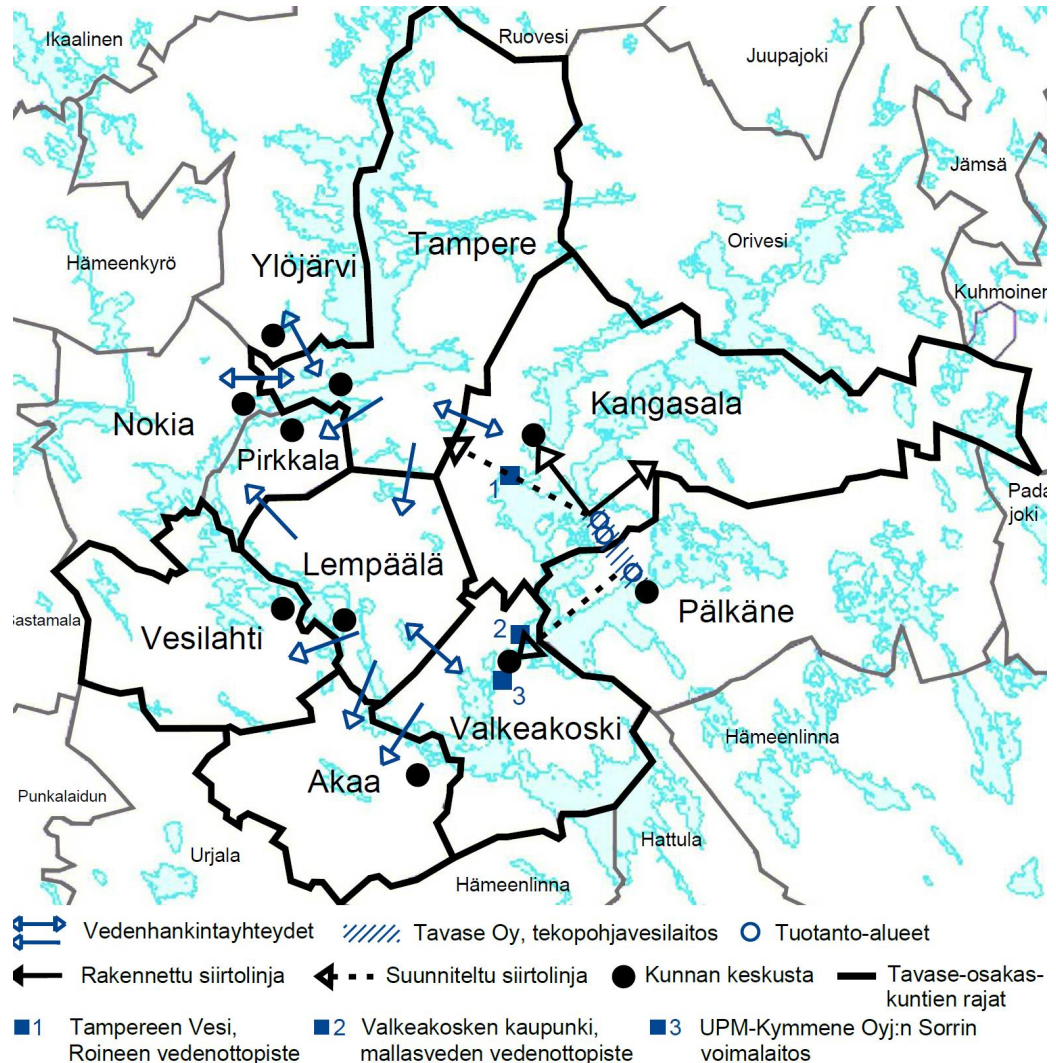 Ikaalinen
Ruovesi
Juupajoki
Jämsä
Tampere
Orivesi
Ylöjärvi
Hämeenkyrö
Kuhmoinen
Kangasala
Nokia
Pirkkala
1
Pada
joki
Lempäälä
Pälkäne
Sastamala
Vesilahti
2
3
Valkeakoski
Hämeenlinna
Akaa
Punkalaidun
Urjala
Hattula
Hämeenlinna
Vedenhankintayhteydet
Tavase Oy, tekopohjavesilaitos
Tuotanto-alueet
Rakennettu siirtolinja
Suunniteltu siirtolinja
Kunnan keskusta
Tavase-osakas-
kuntien rajat
1 Tampereen Vesi,
Roineen vedenottopiste
2 Valkeakosken kaupunki,
mallasveden vedenottopiste
3 UPM-Kymmene Oyj:n Sorrin
voimalaitos